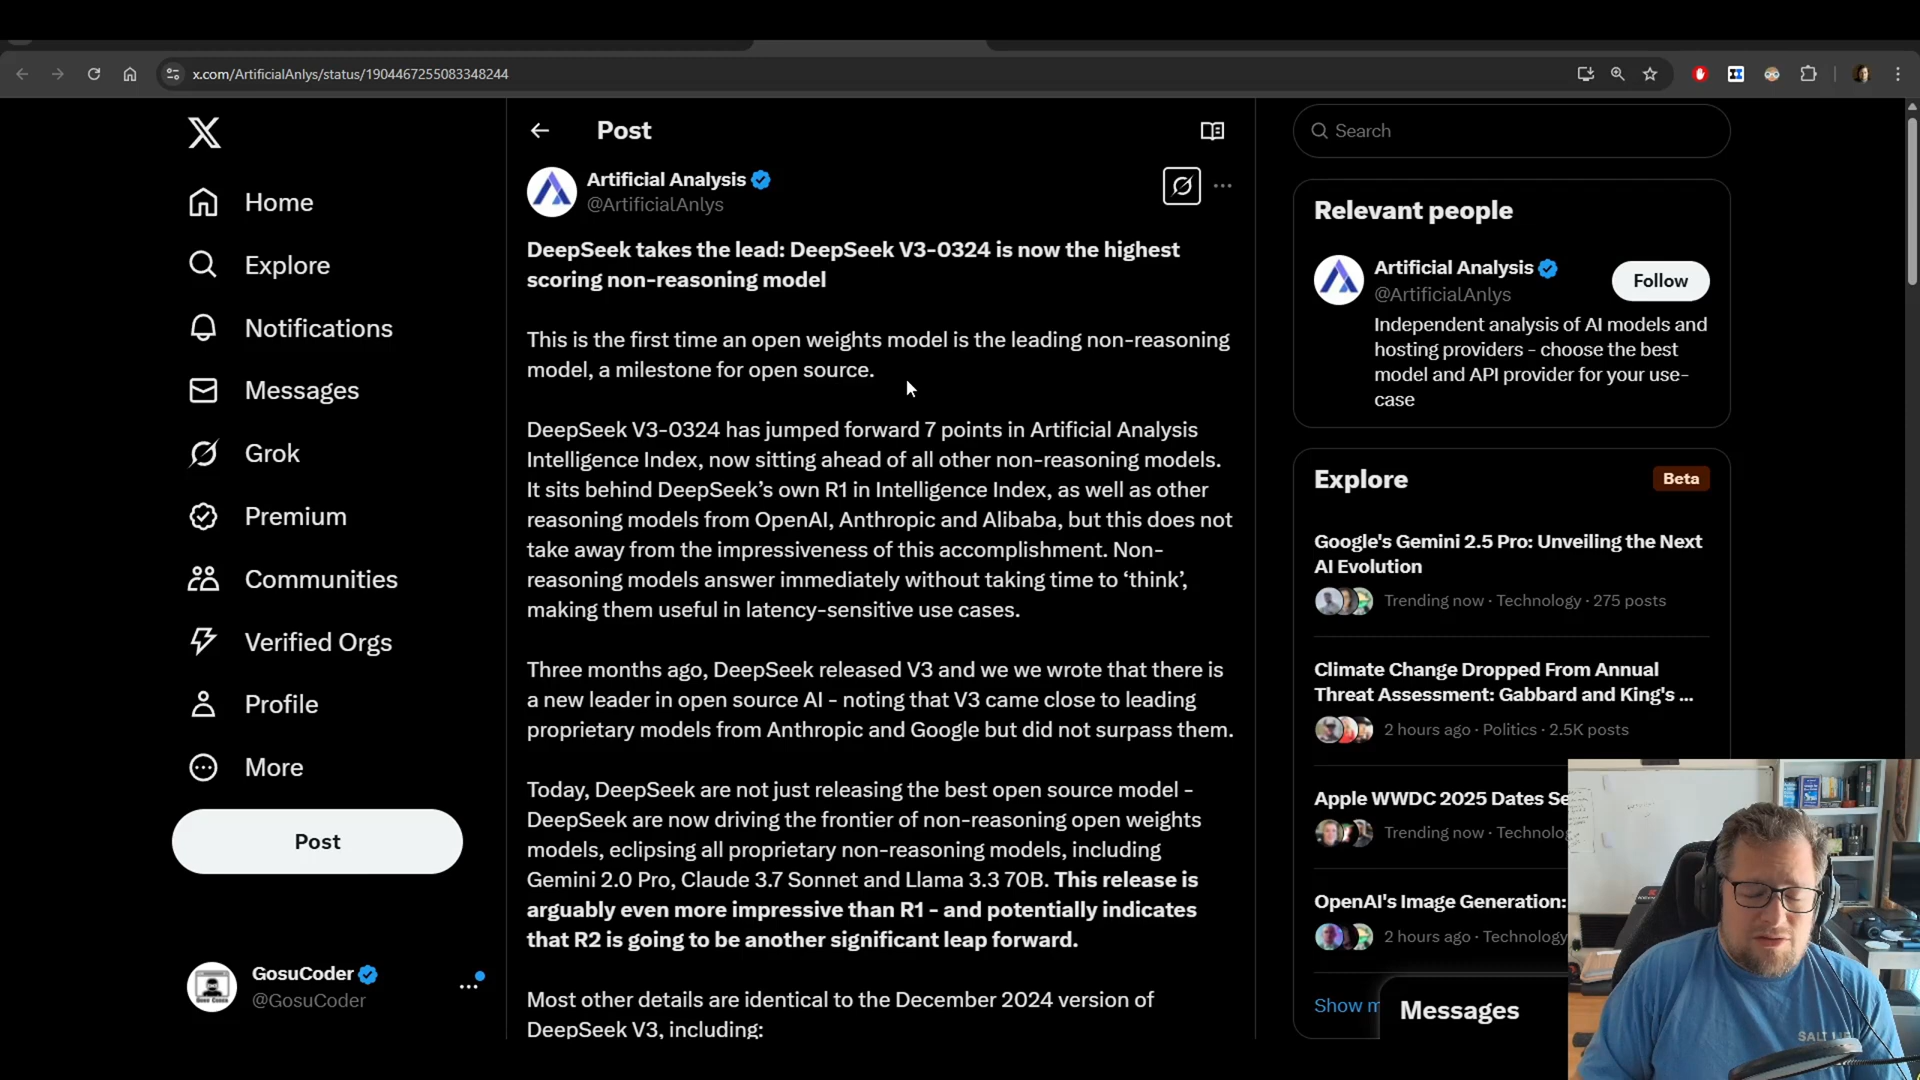 x.com/ArtificialAnlys/status/1904467255083348244
Home
Explore
Notifications
Messages
Grok
Premium
Communities
Verified Orgs
Profile
More
Post
GosuCoder
@GosuCoder
Post
Artificial Analysis
@ArtificialAnlys
DeepSeek takes the lead: DeepSeek V3-0324 is now the highest
scoring non-reasoning model
This is the first time an open weights model is the leading non-reasoning
model, a milestone for open source.
DeepSeek V3-0324 has jumped forward 7 points in Artificial Analysis
Intelligence Index, now sitting ahead of all other non-reasoning models.
It sits behind DeepSeek’s own R1 in Intelligence Index, as well as other
reasoning models from OpenAI, Anthropic and Alibaba, but this does not
take away from the impressiveness of this accomplishment. Non-
reasoning models answer immediately without taking time to ‘think’,
making them useful in latency-sensitive use cases.
Three months ago, DeepSeek released V3 and we we wrote that there is
a new leader in open source AI - noting that V3 came close to leading
proprietary models from Anthropic and Google but did not surpass them.
Today, DeepSeek are not just releasing the best open source model -
DeepSeek are now driving the frontier of non-reasoning open weights
models, eclipsing all proprietary non-reasoning models, including
Gemini 2.0 Pro, Claude 3.7 Sonnet and Llama 3.3 70B. This release is
arguably even more impressive than R1 - and potentially indicates
that R2 is going to be another significant leap forward.
Most other details are identical to the December 2024 version of
DeepSeek V3, including:
Search
Relevant people
Artificial Analysis
@ArtificialAnlys
Follow
Independent analysis of AI models and
hosting providers - choose the best
model and API provider for your use-
case
Explore
Beta
Google's Gemini 2.5 Pro: Unveiling the Next
AI Evolution
Trending now · Technology · 275 posts
Climate Change Dropped From Annual
Threat Assessment: Gabbard and King's ...
2 hours ago · Politics · 2.5K posts
Apple WWDC 2025 Dates Se
Trending now · Technolog
OpenAI's Image Generation:
2 hours ago · Technology
Show m
Messages
SALT LIFE